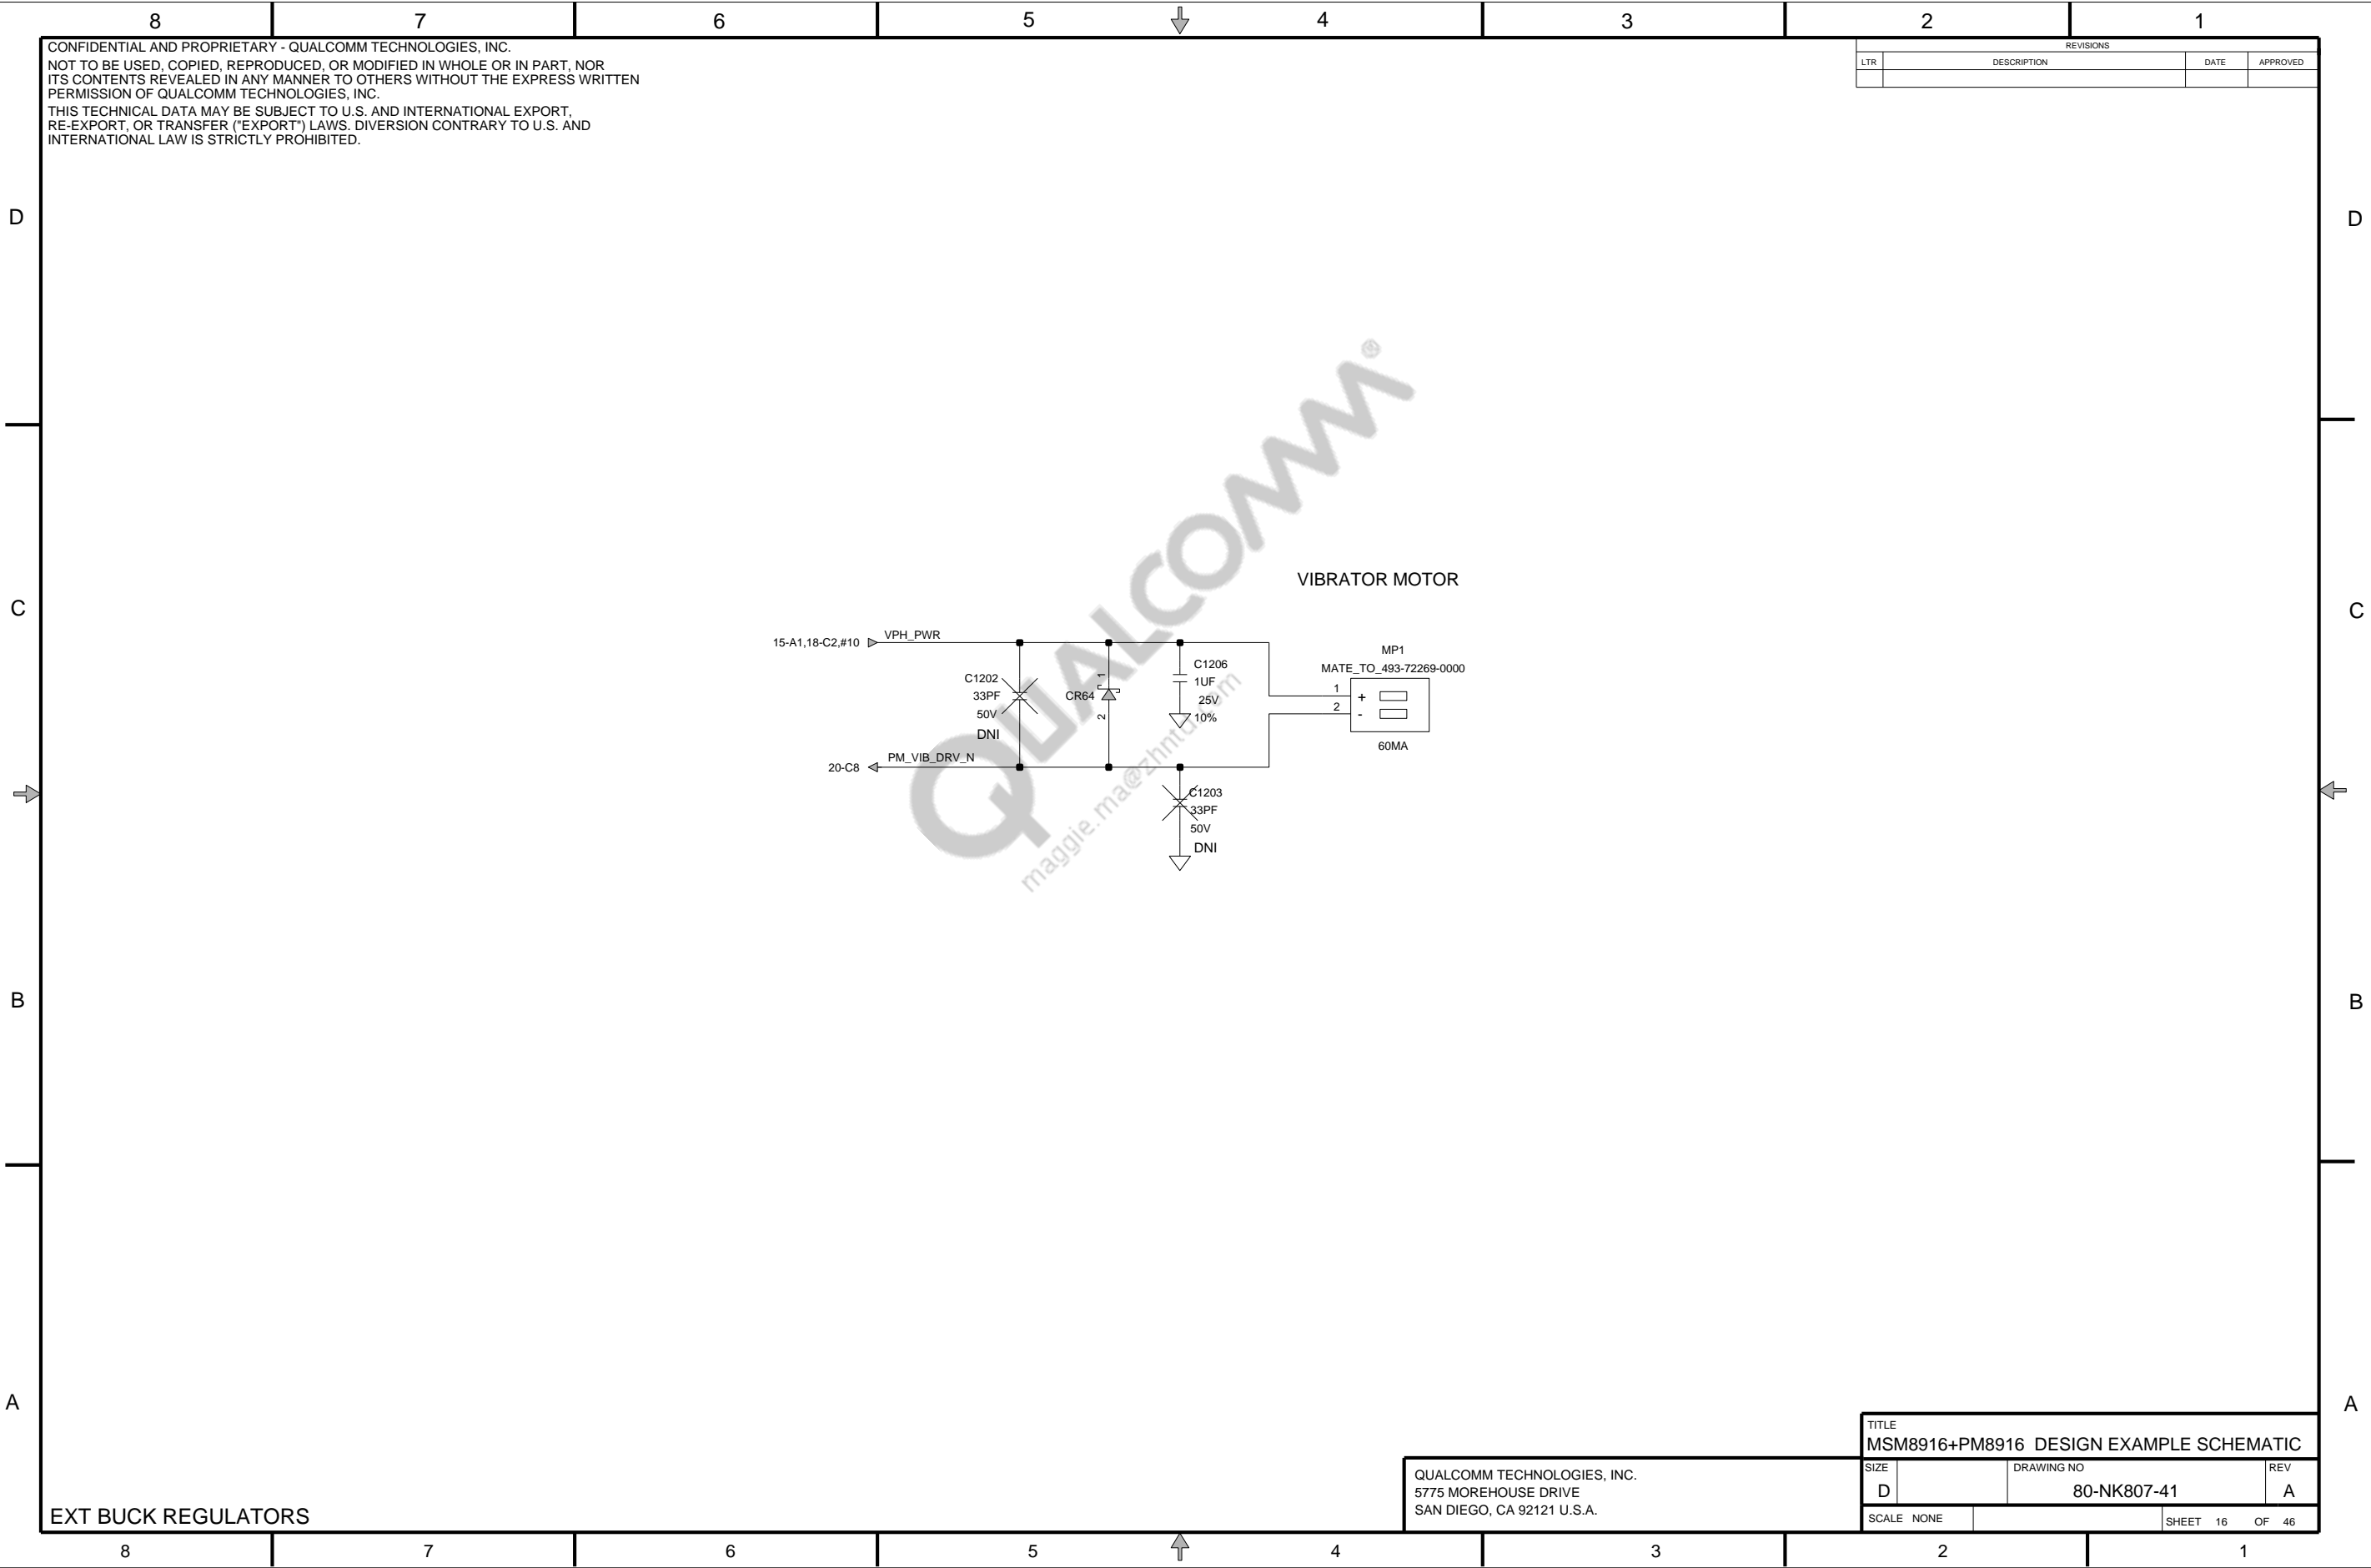 8 7 6 5 4 3 2 1
CONFIDENTIAL AND PROPRIETARY - QUALCOMM TECHNOLOGIES, INC.
NOT TO BE USED, COPIED, REPRODUCED, OR MODIFIED IN WHOLE OR IN PART, NOR
ITS CONTENTS REVEALED IN ANY MANNER TO OTHERS WITHOUT THE EXPRESS WRITTEN
PERMISSION OF QUALCOMM TECHNOLOGIES, INC.
THIS TECHNICAL DATA MAY BE SUBJECT TO U.S. AND INTERNATIONAL EXPORT,
RE-EXPORT, OR TRANSFER ("EXPORT") LAWS. DIVERSION CONTRARY TO U.S. AND
INTERNATIONAL LAW IS STRICTLY PROHIBITED.
REVISIONS
LTR DESCRIPTION DATE APPROVED
D D
QUALCOMM®
maggie.ma@zhntd.com
VIBRATOR MOTOR
C C
15-A1,18-C2,#10 VPH_PWR
C1202
33PF
50V
DNI
1
CR64
2
C1206
1UF
25V
10%
MP1
MATE_TO_493-72269-0000
1 +
2 -
60MA
20-C8 PM_VIB_DRV_N
C1203
33PF
50V
DNI
B B
A A
TITLE
MSM8916+PM8916 DESIGN EXAMPLE SCHEMATIC
QUALCOMM TECHNOLOGIES, INC.
5775 MOREHOUSE DRIVE
SAN DIEGO, CA 92121 U.S.A.
SIZE DRAWING NO REV
D 80-NK807-41 A
SCALE NONE SHEET 16 OF 46
EXT BUCK REGULATORS
8 7 6 5 4 3 2 1